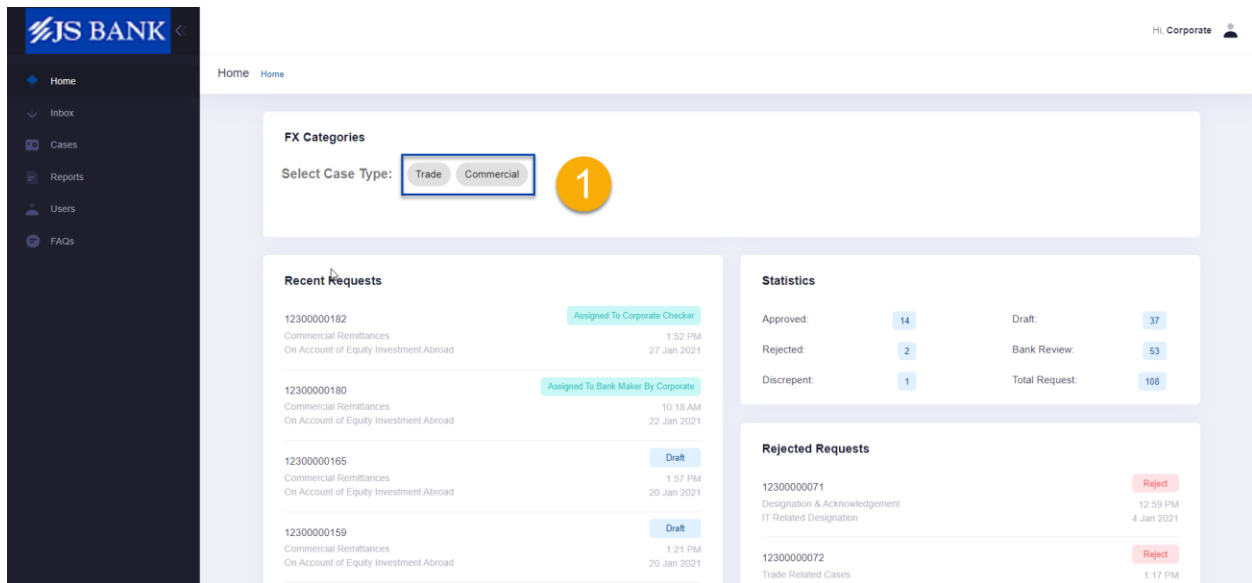 JS BANK
Hi, Corporate
Home
Inbox
Cases
Reports
Users
FAQs
Home Home
FX Categories
Select Case Type: Trade Commercial
1
Recent Requests
12300000182 Assigned To Corporate Checker
Commercial Remittances 1:52 PM
On Account of Equity Investment Abroad 27 Jan 2021
12300000180 Assigned To Bank Maker By Corporate
Commercial Remittances 10:18 AM
On Account of Equity Investment Abroad 22 Jan 2021
12300000165 Draft
Commercial Remittances 1:57 PM
On Account of Equity Investment Abroad 20 Jan 2021
12300000159 Draft
Commercial Remittances 1:21 PM
On Account of Equity Investment Abroad 20 Jan 2021
Statistics
Approved: 14 Draft: 37
Rejected: 2 Bank Review: 53
Discrepent: 1 Total Request: 108
Rejected Requests
12300000071 Reject
Designation & Acknowledgement 12:59 PM
IT Related Designation 4 Jan 2021
12300000072 Reject
Trade Related Cases 1:17 PM